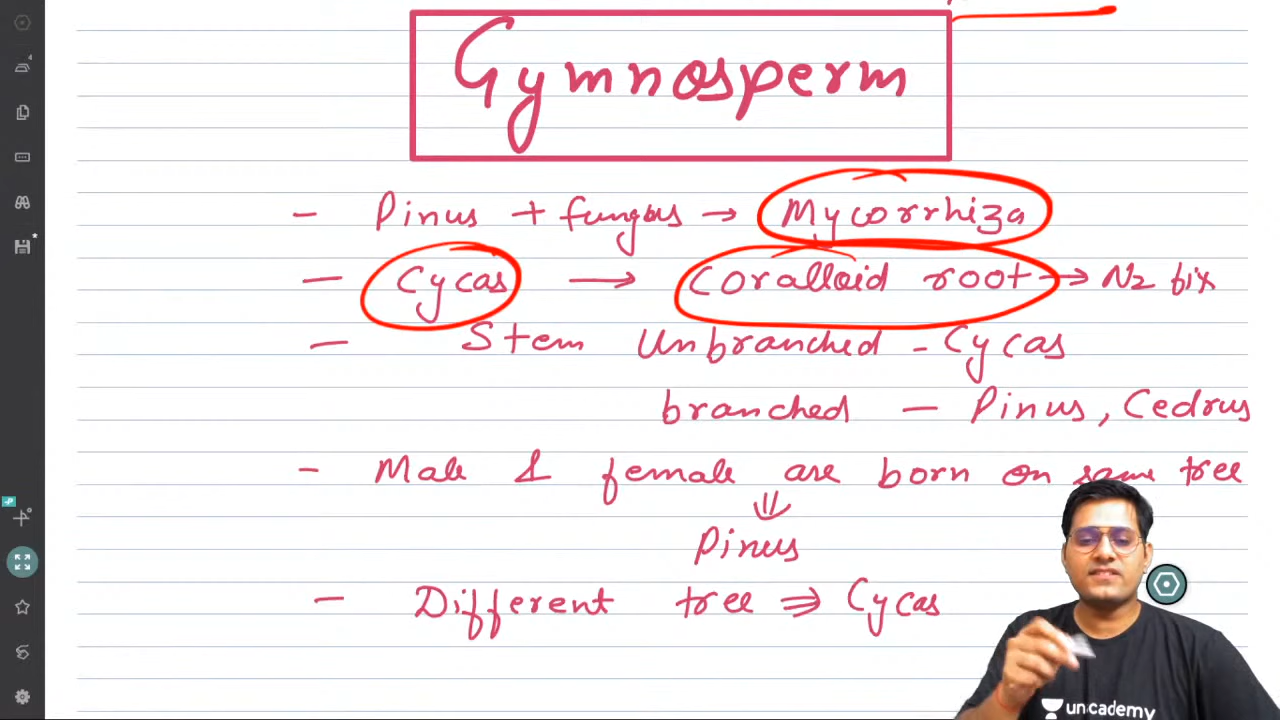 Gymnosperm
- Pinus + fungus → Mycorrhiza
- Cycas → Coralloid root → N2 fix
- Stem Unbranched - Cycas
branched - Pinus, Cedrus
- Male & female are born on same tree
⇓
Pinus
- Different tree ⇒ Cycas
unacademy